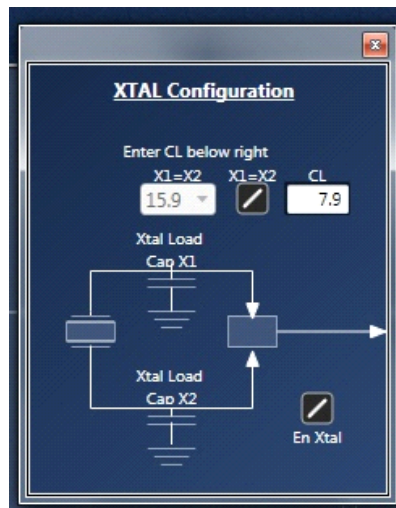 x
XTAL Configuration
Enter CL below right
X1=X2 X1=X2 CL
15.9 7.9
Xtal Load
Cap X1
Xtal Load
Cap X2
En Xtal